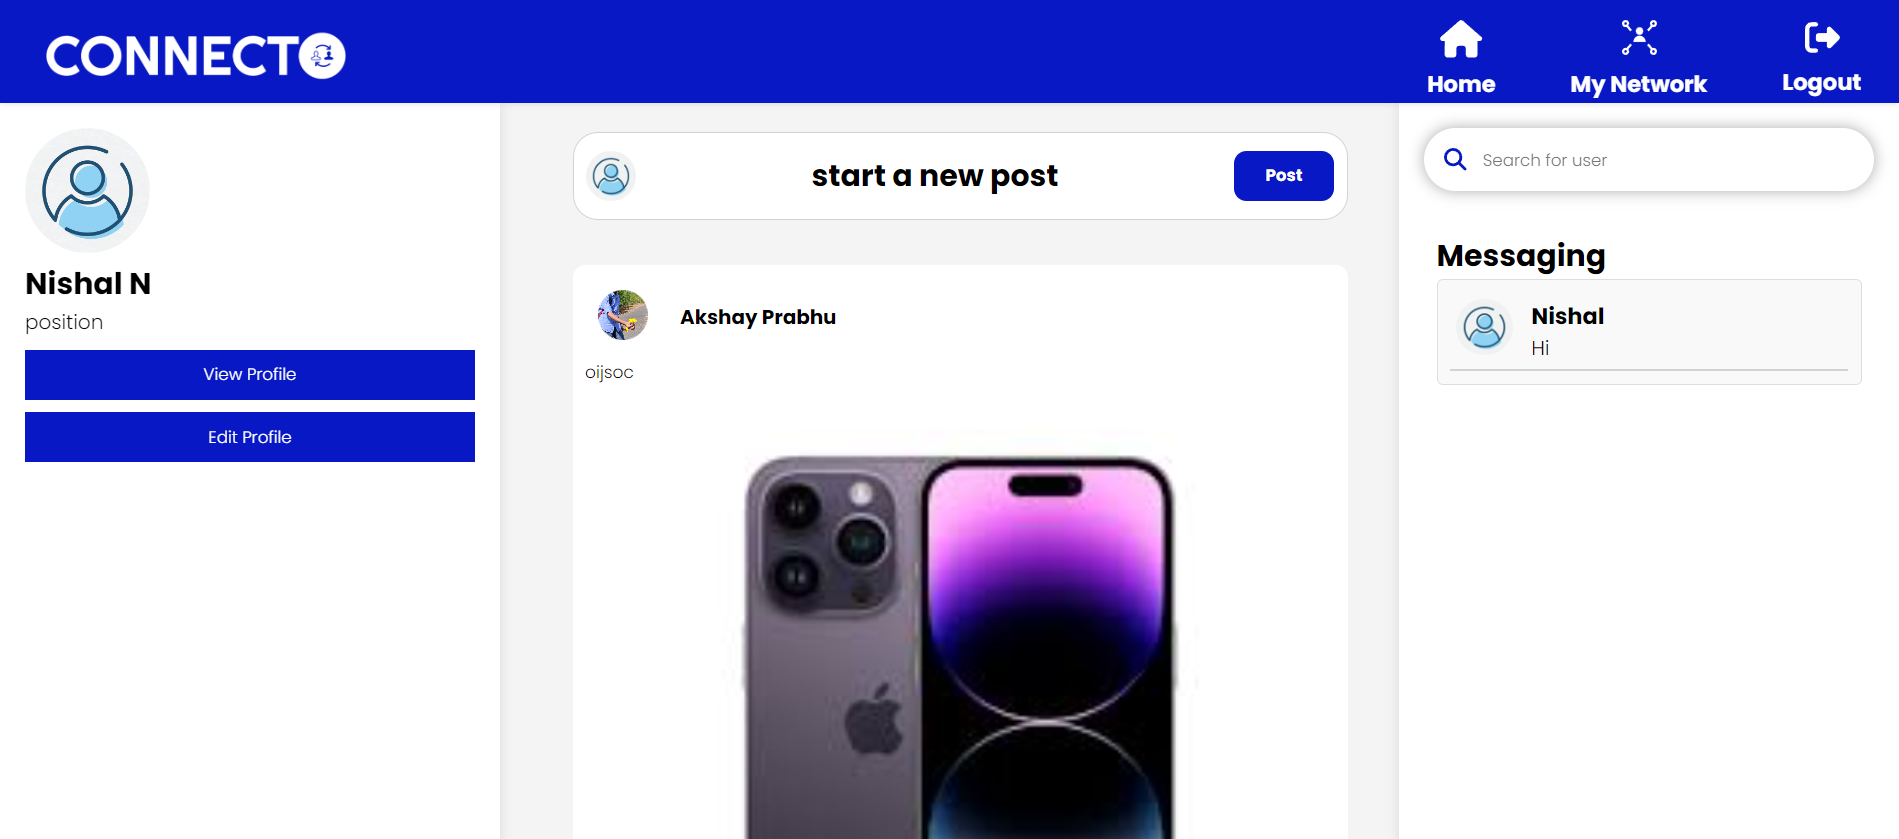 CONNECTO
Home
My Network
Logout
Nishal N
position
View Profile
Edit Profile
start a new post
Post
Akshay Prabhu
oijsoc
Search for user
Messaging
Nishal
Hi